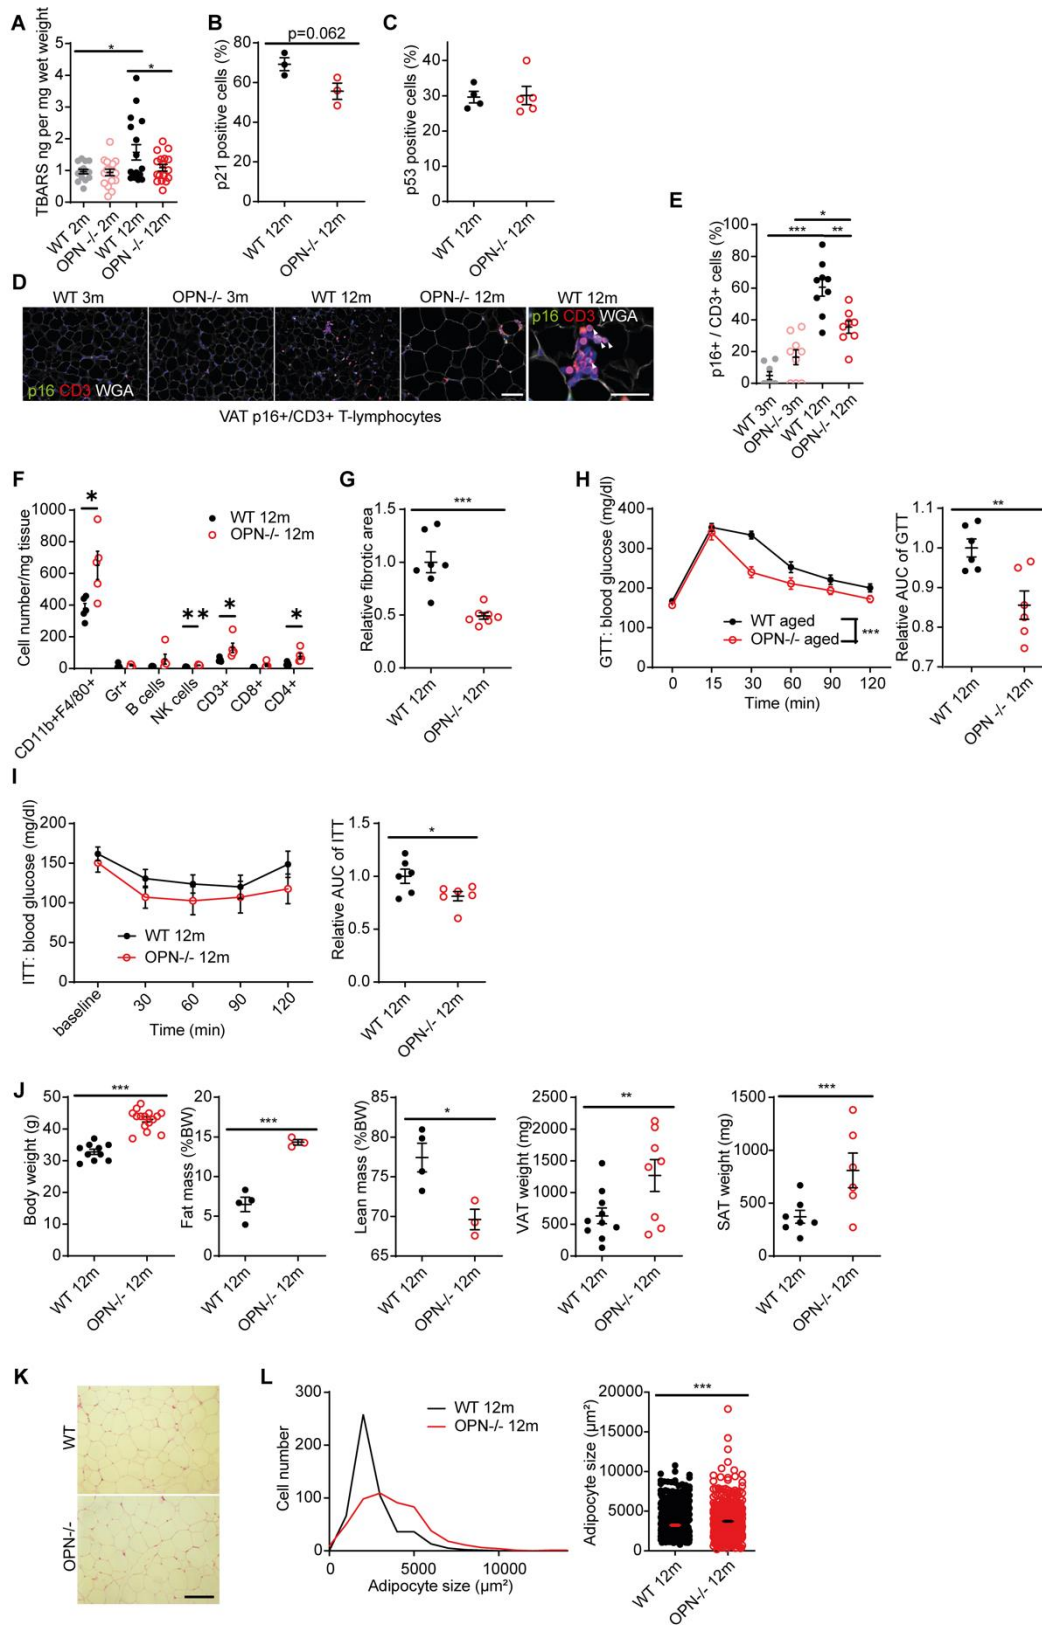 A
TBARS ng per mg wet weight
5
4
3
2
1
0
*
*
WT 2m
OPN -/- 2m
WT 12m
OPN -/- 12m
B
p21 positive cells (%)
80
60
40
20
0
p=0.062
WT 12m
OPN-/- 12m
C
p53 positive cells (%)
40
30
20
10
0
WT 12m
OPN-/- 12m
D
WT 3m
OPN-/- 3m
WT 12m
OPN-/- 12m
WT 12m
p16 CD3 WGA
p16 CD3 WGA
VAT p16+/CD3+ T-lymphocytes
E
p16+ / CD3+ cells (%)
100
80
60
40
20
0
*
***
**
WT 3m
OPN-/- 3m
WT 12m
OPN-/- 12m
F
Cell number/mg tissue
1000
800
600
400
200
0
*
**
*
*
WT 12m
OPN-/- 12m
CD11b+F4/80+
Gr+
B cells
NK cells
CD3+
CD8+
CD4+
G
Relative fibrotic area
1.5
1.0
0.5
0.0
***
WT 12m
OPN-/- 12m
H
GTT: blood glucose (mg/dl)
400
300
200
100
0
WT aged
OPN-/- aged
***
0
15
30
60
90
120
Time (min)
Relative AUC of GTT
1.1
1.0
0.9
0.8
0.7
**
WT 12m
OPN -/- 12m
I
ITT: blood glucose (mg/dl)
200
150
100
50
0
WT 12m
OPN-/- 12m
baseline
30
60
90
120
Time (min)
Relative AUC of ITT
1.5
1.0
0.5
0.0
*
WT 12m
OPN-/- 12m
J
Body weight (g)
50
40
30
20
10
0
***
WT 12m
OPN-/- 12m
Fat mass (%BW)
20
15
10
5
0
***
WT 12m
OPN-/- 12m
Lean mass (%BW)
85
80
75
70
65
*
WT 12m
OPN-/- 12m
VAT weight (mg)
2500
2000
1500
1000
500
0
**
WT 12m
OPN-/- 12m
SAT weight (mg)
1500
1000
500
0
***
WT 12m
OPN-/- 12m
K
WT
OPN-/-
L
Cell number
300
200
100
0
WT 12m
OPN-/- 12m
0
5000
10000
Adipocyte size (µm²)
Adipocyte size (µm²)
20000
15000
10000
5000
0
***
WT 12m
OPN-/- 12m